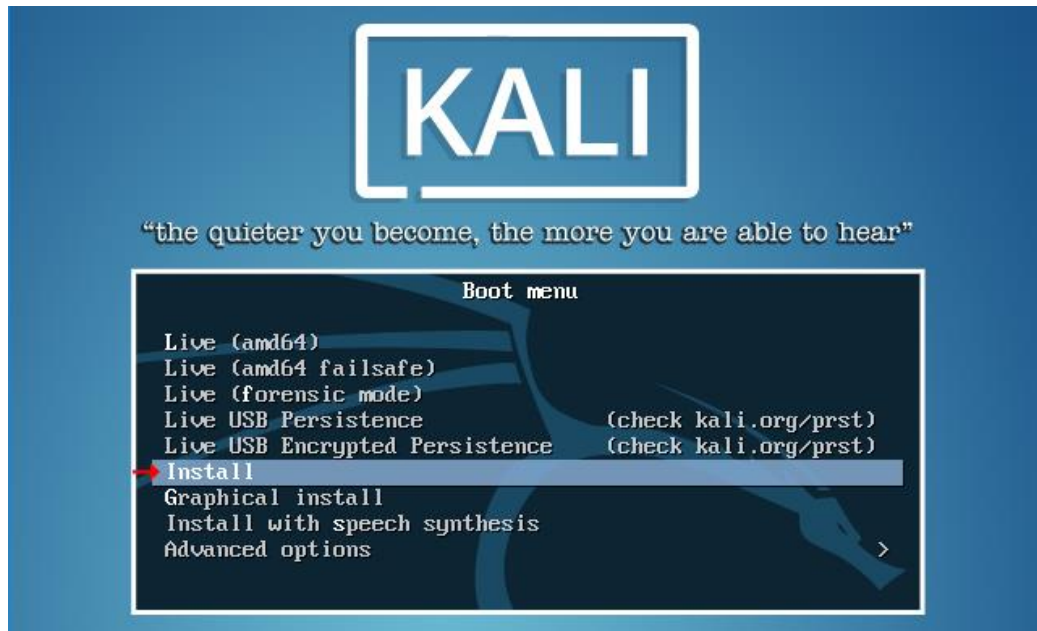 KALI
“the quieter you become, the more you are able to hear”
Boot menu
Live (amd64)
Live (amd64 failsafe)
Live (forensic mode)
Live USB Persistence (check kali.org/prst)
Live USB Encrypted Persistence (check kali.org/prst)
Install
Graphical install
Install with speech synthesis
Advanced options >